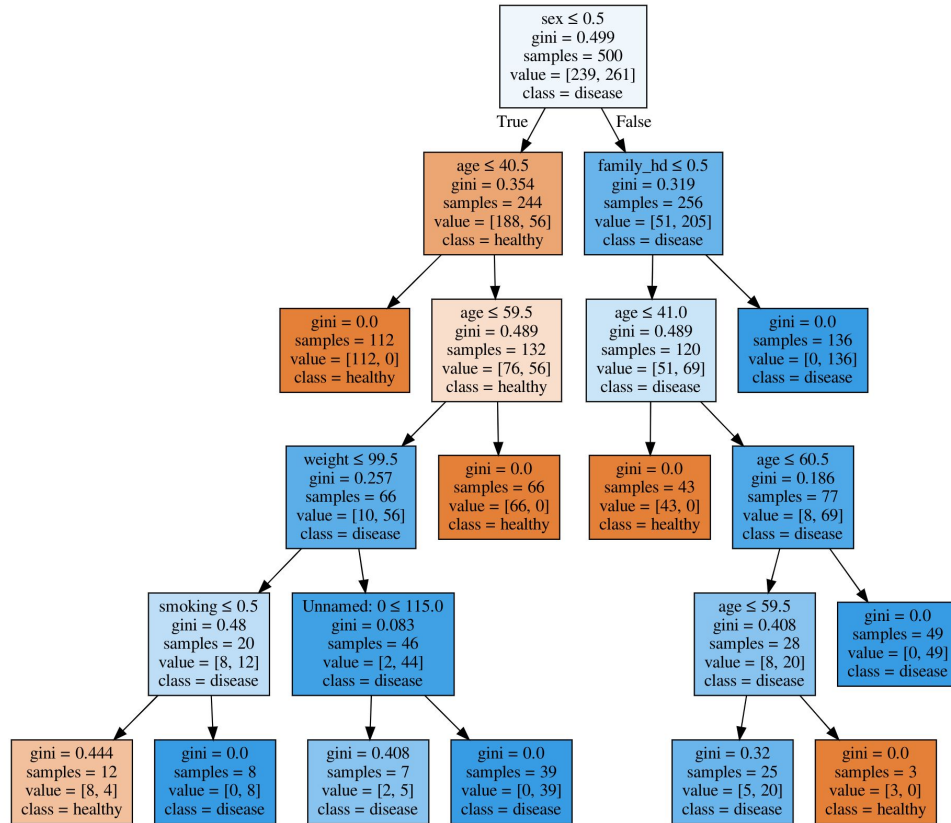 sex ≤ 0.5
gini = 0.499
samples = 500
value = [239, 261]
class = disease
True
False
age ≤ 40.5
gini = 0.354
samples = 244
value = [188, 56]
class = healthy
family_hd ≤ 0.5
gini = 0.319
samples = 256
value = [51, 205]
class = disease
gini = 0.0
samples = 112
value = [112, 0]
class = healthy
age ≤ 59.5
gini = 0.489
samples = 132
value = [76, 56]
class = healthy
age ≤ 41.0
gini = 0.489
samples = 120
value = [51, 69]
class = disease
gini = 0.0
samples = 136
value = [0, 136]
class = disease
weight ≤ 99.5
gini = 0.257
samples = 66
value = [10, 56]
class = disease
gini = 0.0
samples = 66
value = [66, 0]
class = healthy
gini = 0.0
samples = 43
value = [43, 0]
class = healthy
age ≤ 60.5
gini = 0.186
samples = 77
value = [8, 69]
class = disease
smoking ≤ 0.5
gini = 0.48
samples = 20
value = [8, 12]
class = disease
Unnamed: 0 ≤ 115.0
gini = 0.083
samples = 46
value = [2, 44]
class = disease
age ≤ 59.5
gini = 0.408
samples = 28
value = [8, 20]
class = disease
gini = 0.0
samples = 49
value = [0, 49]
class = disease
gini = 0.444
samples = 12
value = [8, 4]
class = healthy
gini = 0.0
samples = 8
value = [0, 8]
class = disease
gini = 0.408
samples = 7
value = [2, 5]
class = disease
gini = 0.0
samples = 39
value = [0, 39]
class = disease
gini = 0.32
samples = 25
value = [5, 20]
class = disease
gini = 0.0
samples = 3
value = [3, 0]
class = healthy